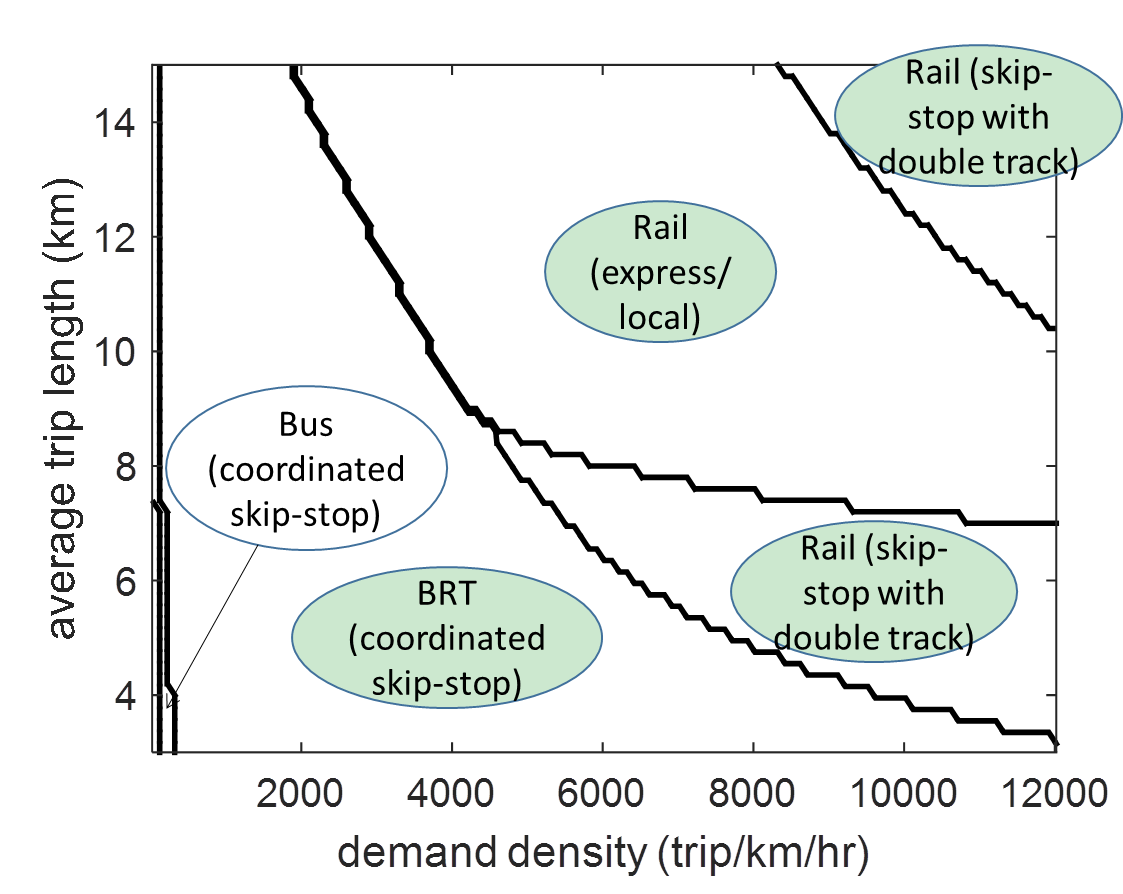 Rail (skip-
stop with
double track)
Rail
(express/
local)
Bus
(coordinated
skip-stop)
Rail (skip-
stop with
double track)
BRT
(coordinated
skip-stop)
14
12
10
8
6
4
average trip length (km)
2000 4000 6000 8000 10000 12000
demand density (trip/km/hr)